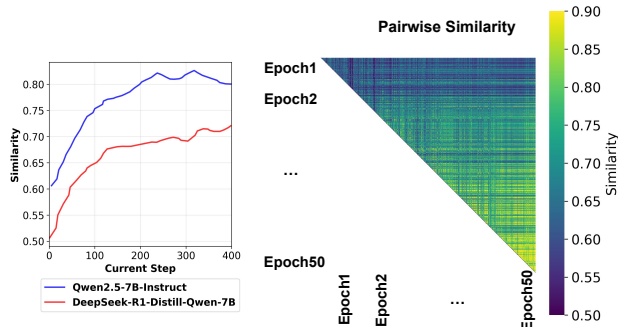 Pairwise Similarity
0.80
0.75
0.70
0.65
0.60
0.55
0.50
Similarity
0
100
200
300
400
Current Step
Qwen2.5-7B-Instruct
DeepSeek-R1-Distill-Qwen-7B
Epoch1
Epoch2
...
Epoch50
Epoch1
Epoch2
...
Epoch50
0.90
0.85
0.80
0.75
0.70
0.65
0.60
0.55
0.50
Similarity